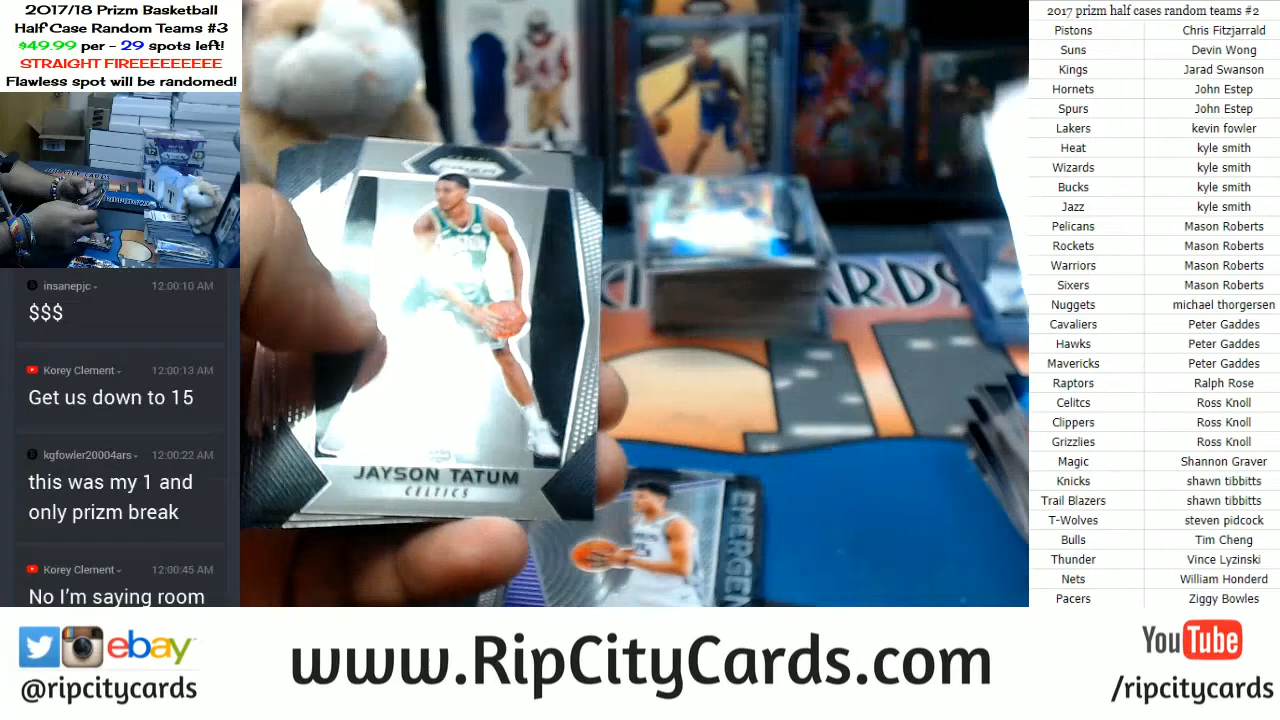 2017/18 Prizm Basketball
Half Case Random Teams #3
$49.99 per - 29 spots left!
STRAIGHT FIREEEEEEEEE
Flawless spot will be randomed!
insanepjc
12:00:10 AM
$$$
Korey Clement
12:00:13 AM
Get us down to 15
kgfowler20004ars
12:00:22 AM
this was my 1 and
only prizm break
Korey Clement
12:00:45 AM
No I'm saying room
JAYSON TATUM
CELTICS
EMERGEN
2017 prizm half cases random teams #2
Pistons Chris Fitzjarrald
Suns Devin Wong
Kings Jarad Swanson
Hornets John Estep
Spurs John Estep
Lakers kevin fowler
Heat kyle smith
Wizards kyle smith
Bucks kyle smith
Jazz kyle smith
Pelicans Mason Roberts
Rockets Mason Roberts
Warriors Mason Roberts
Sixers Mason Roberts
Nuggets michael thorgersen
Cavaliers Peter Gaddes
Hawks Peter Gaddes
Mavericks Peter Gaddes
Raptors Ralph Rose
Celitcs Ross Knoll
Clippers Ross Knoll
Grizzlies Ross Knoll
Magic Shannon Graver
Knicks shawn tibbitts
Trail Blazers shawn tibbitts
T-Wolves steven pidcock
Bulls Tim Cheng
Thunder Vince Lyzinski
Nets William Honderd
Pacers Ziggy Bowles
ebay
@ripcitycards
www.RipCityCards.com
YouTube
/ripcitycards